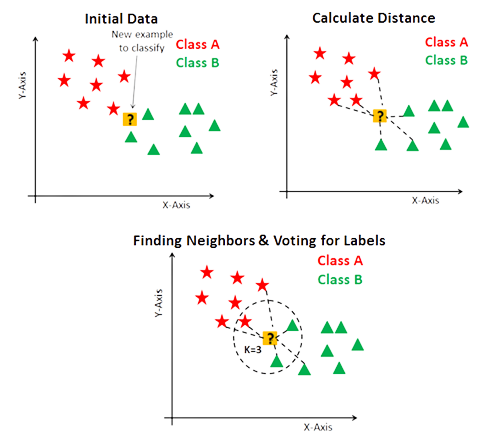 Initial Data
New example
to classify
Class A
Class B
?
Y-Axis
X-Axis
Calculate Distance
Class A
Class B
?
Y-Axis
X-Axis
Finding Neighbors & Voting for Labels
Class A
Class B
?
K=3
Y-Axis
X-Axis